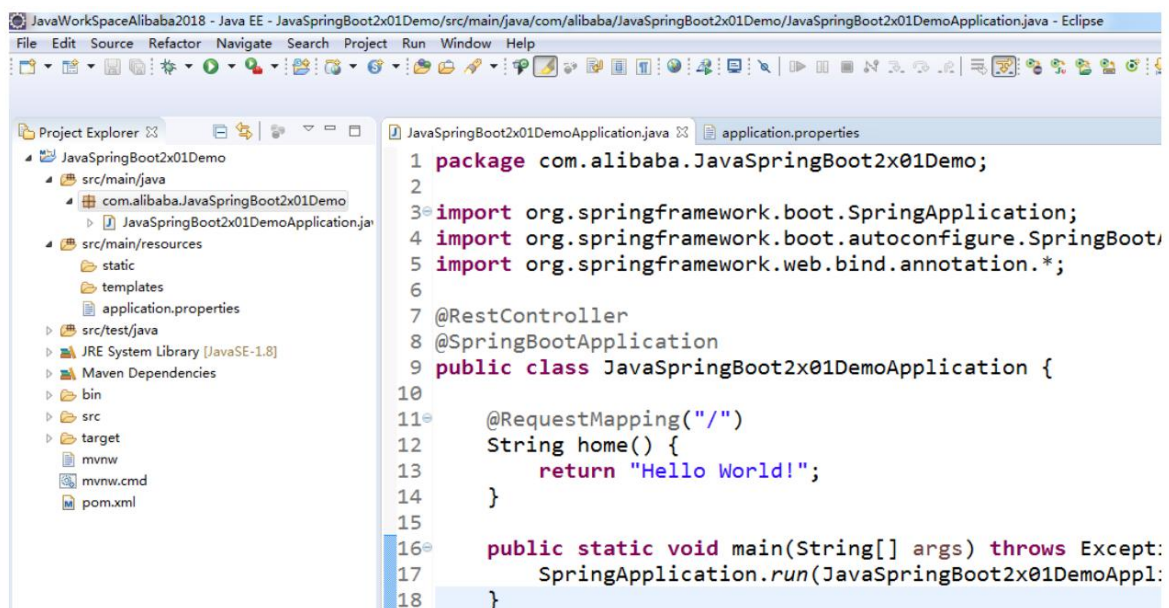 JavaWorkSpaceAlibaba2018 - Java EE - JavaSpringBoot2x01Demo/src/main/java/com/alibaba/JavaSpringBoot2x01Demo/JavaSpringBoot2x01DemoApplication.java - Eclipse
File Edit Source Refactor Navigate Search Project Run Window Help
Project Explorer
JavaSpringBoot2x01Demo
src/main/java
com.alibaba.JavaSpringBoot2x01Demo
JavaSpringBoot2x01DemoApplication.ja
src/main/resources
static
templates
application.properties
src/test/java
JRE System Library [JavaSE-1.8]
Maven Dependencies
bin
src
target
mvnw
mvnw.cmd
pom.xml
JavaSpringBoot2x01DemoApplication.java application.properties
1 package com.alibaba.JavaSpringBoot2x01Demo;
2
3 import org.springframework.boot.SpringApplication;
4 import org.springframework.boot.autoconfigure.SpringBoot
5 import org.springframework.web.bind.annotation.*;
6
7 @RestController
8 @SpringBootApplication
9 public class JavaSpringBoot2x01DemoApplication {
10
11 @RequestMapping("/")
12 String home() {
13 return "Hello World!";
14 }
15
16 public static void main(String[] args) throws Except
17 SpringApplication.run(JavaSpringBoot2x01DemoAppl
18 }